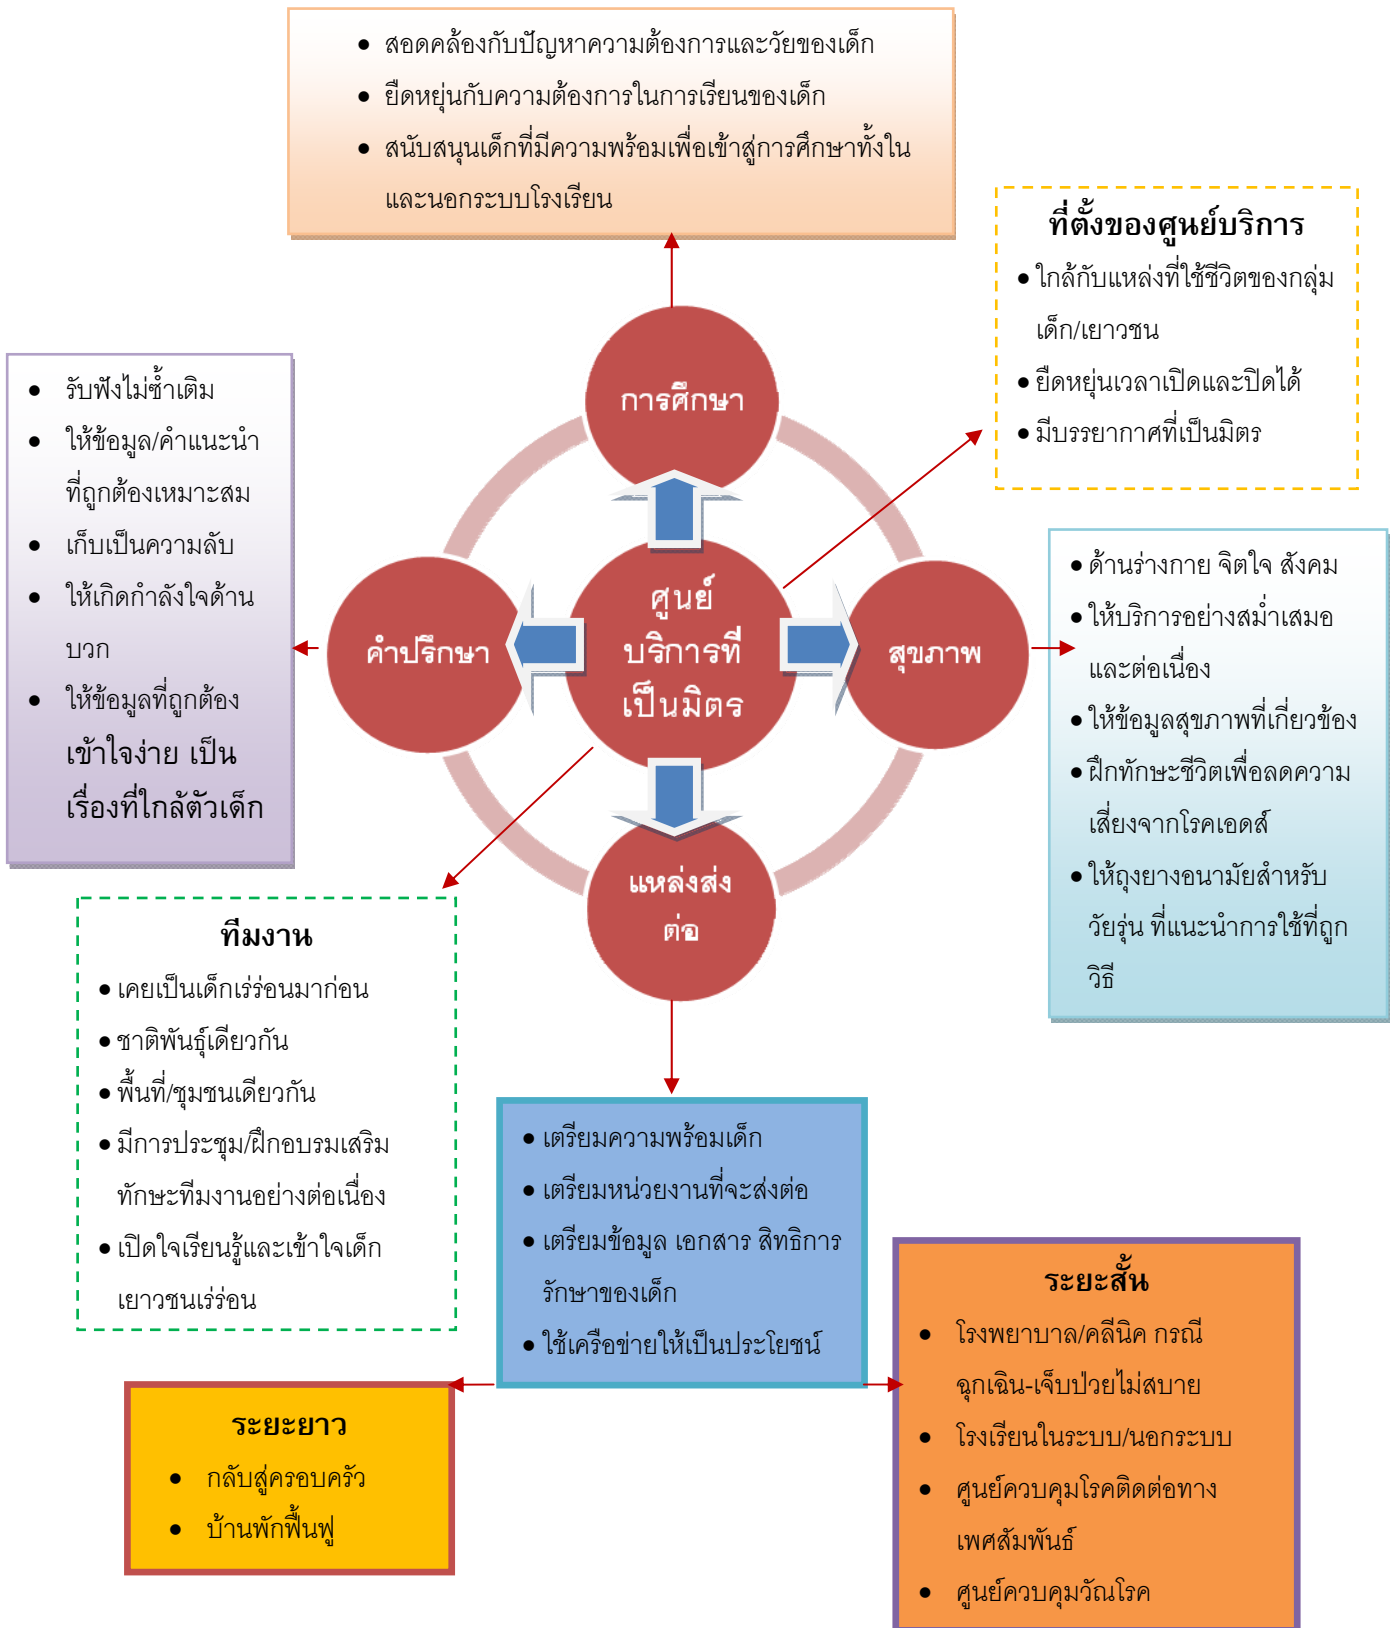 • สอดคล้องกับปัญหาความต้องการและวัยของเด็ก
• ยืดหยุ่นกับความต้องการในการเรียนของเด็ก
• สนับสนุนเด็กที่มีความพร้อมเพื่อเข้าสู่การศึกษาทั้งใน
และนอกระบบโรงเรียน
ที่ตั้งของศูนย์บริการ
• ใกล้กับแหล่งที่ใช้ชีวิตของกลุ่ม
เด็ก/เยาวชน
• ยืดหยุ่นเวลาเปิดและปิดได้
• มีบรรยากาศที่เป็นมิตร
การศึกษา
• รับฟังไม่ซ้ำเติม
• ให้ข้อมูล/คำแนะนำ
ที่ถูกต้องเหมาะสม
• เก็บเป็นความลับ
• ให้เกิดกำลังใจด้าน
บวก
• ให้ข้อมูลที่ถูกต้อง
เข้าใจง่าย เป็น
เรื่องที่ใกล้ตัวเด็ก
คำปรึกษา
ศูนย์
บริการที่
เป็นมิตร
สุขภาพ
• ด้านร่างกาย จิตใจ สังคม
• ให้บริการอย่างสม่ำเสมอ
และต่อเนื่อง
• ให้ข้อมูลสุขภาพที่เกี่ยวข้อง
• ฝึกทักษะชีวิตเพื่อลดความ
เสี่ยงจากโรคเอดส์
• ให้ถุงยางอนามัยสำหรับ
วัยรุ่น ที่แนะนำการใช้ที่ถูก
วิธี
แหล่งส่ง
ต่อ
ทีมงาน
• เคยเป็นเด็กเร่ร่อนมาก่อน
• ชาติพันธุ์เดียวกัน
• พื้นที่/ชุมชนเดียวกัน
• มีการประชุม/ฝึกอบรมเสริม
ทักษะทีมงานอย่างต่อเนื่อง
• เปิดใจเรียนรู้และเข้าใจเด็ก
เยาวชนเร่ร่อน
• เตรียมความพร้อมเด็ก
• เตรียมหน่วยงานที่จะส่งต่อ
• เตรียมข้อมูล เอกสาร สิทธิการ
รักษาของเด็ก
• ใช้เครือข่ายให้เป็นประโยชน์
ระยะสั้น
• โรงพยาบาล/คลีนิค กรณี
ฉุกเฉิน-เจ็บป่วยไม่สบาย
• โรงเรียนในระบบ/นอกระบบ
• ศูนย์ควบคุมโรคติดต่อทาง
เพศสัมพันธ์
• ศูนย์ควบคุมวัณโรค
ระยะยาว
• กลับสู่ครอบครัว
• บ้านพักฟื้นฟู